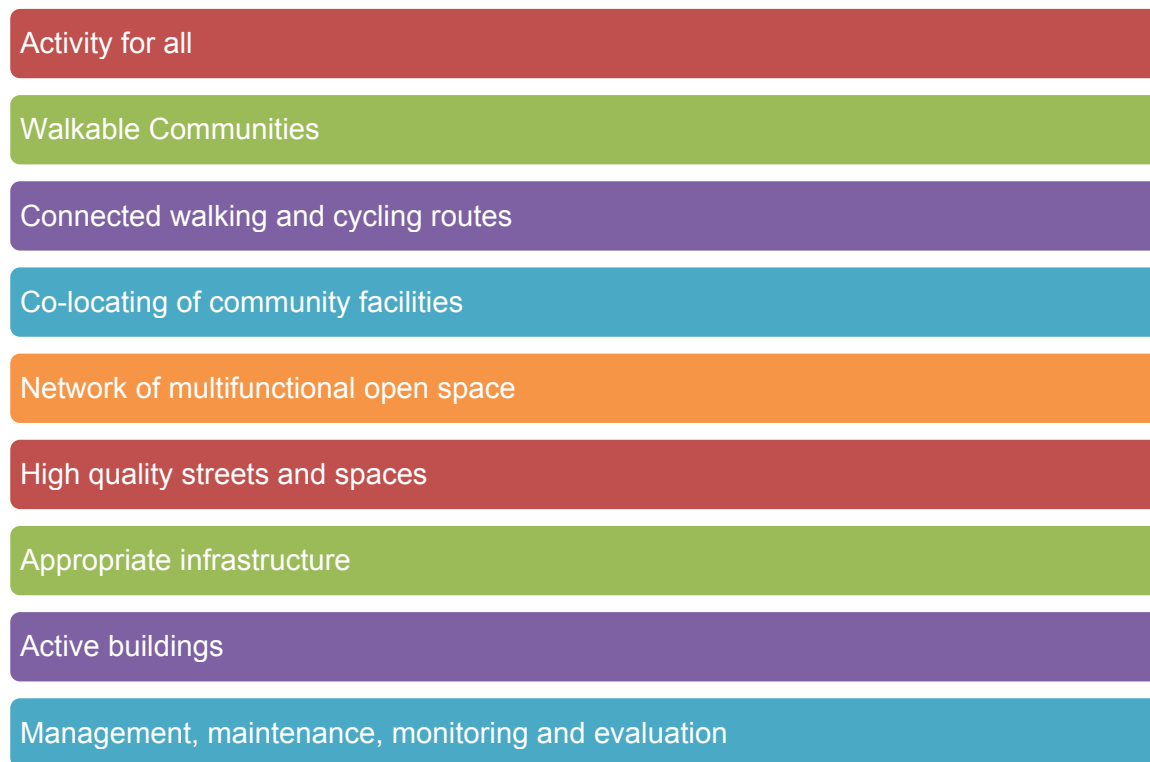 Activity for all
Walkable Communities
Connected walking and cycling routes
Co-locating of community facilities
Network of multifunctional open space
High quality streets and spaces
Appropriate infrastructure
Active buildings
Management, maintenance, monitoring and evaluation